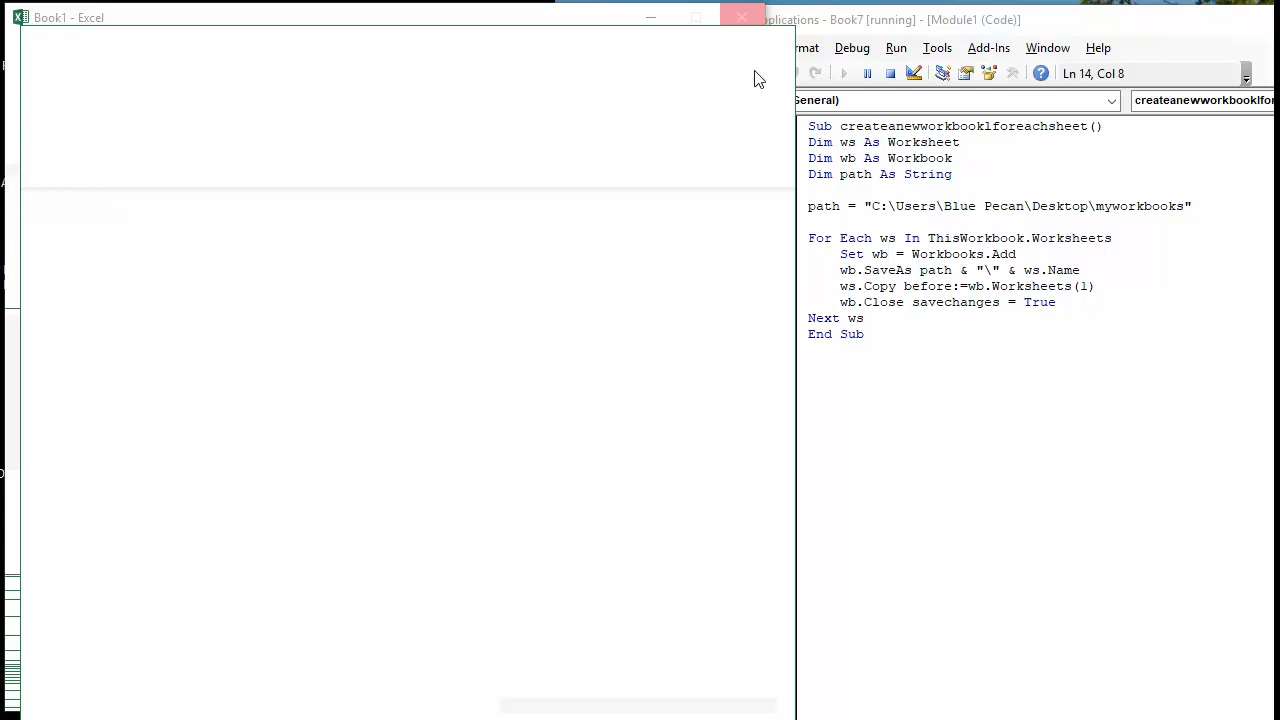 Book1 - Excel
plications - Book7 [running] - [Module1 (Code)]
rmat Debug Run Tools Add-Ins Window Help
Ln 14, Col 8
General) createanewworkbooklfor
Sub createanewworkbooklforeachsheet()
Dim ws As Worksheet
Dim wb As Workbook
Dim path As String
path = "C:\Users\Blue Pecan\Desktop\myworkbooks"
For Each ws In ThisWorkbook.Worksheets
Set wb = Workbooks.Add
wb.SaveAs path & "\" & ws.Name
ws.Copy before:=wb.Worksheets(1)
wb.Close savechanges = True
Next ws
End Sub